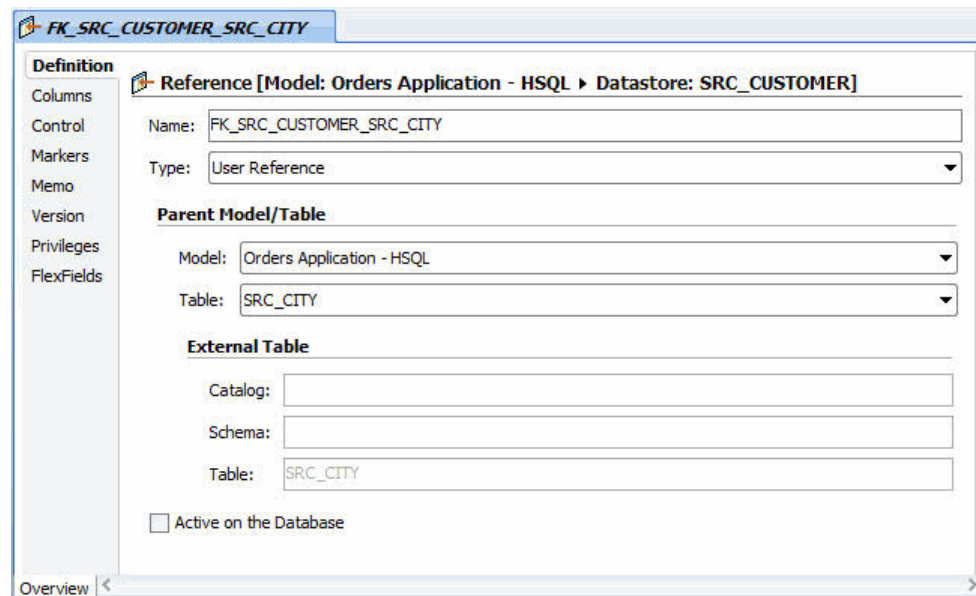 FK_SRC_CUSTOMER_SRC_CITY
Definition
Columns
Control
Markers
Memo
Version
Privileges
FlexFields
Reference [Model: Orders Application - HSQL ▸ Datastore: SRC_CUSTOMER]
Name: FK_SRC_CUSTOMER_SRC_CITY
Type: User Reference
Parent Model/Table
Model: Orders Application - HSQL
Table: SRC_CITY
External Table
Catalog:
Schema:
Table: SRC_CITY
Active on the Database
Overview